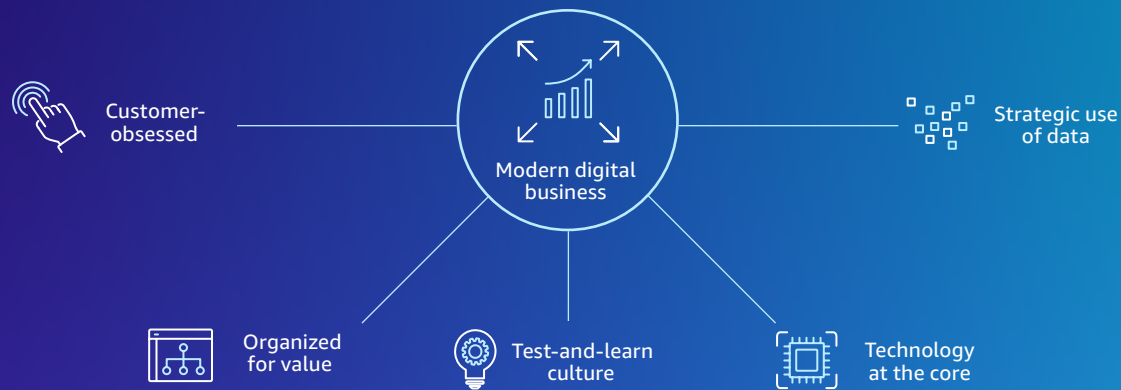 Customer-
obsessed
Modern digital
business
Strategic use
of data
Organized
for value
Test-and-learn
culture
Technology
at the core